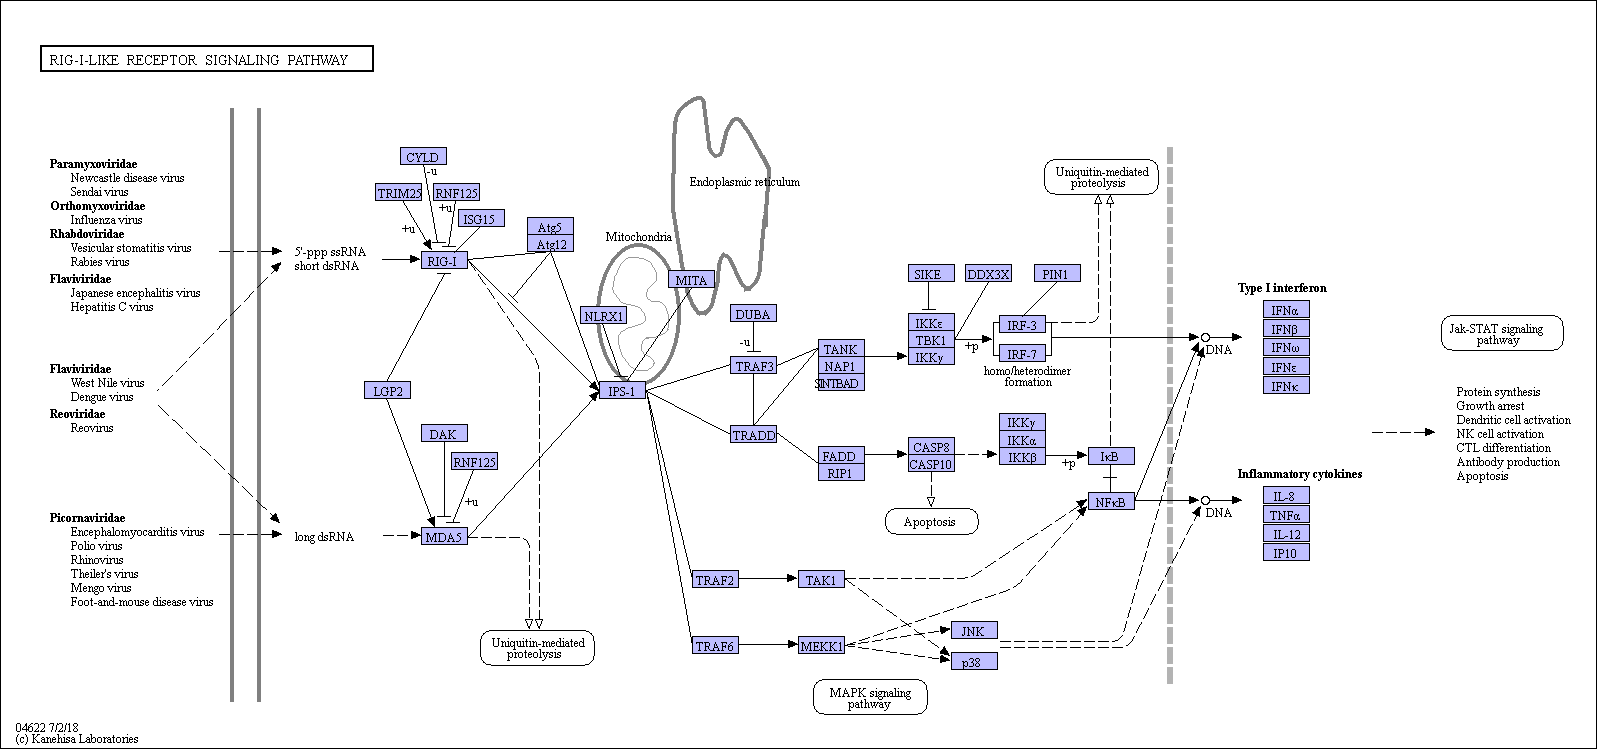 RIG-I-LIKE RECEPTOR SIGNALING PATHWAY
Paramyxoviridae
Newcastle disease virus
Sendai virus
Orthomyxoviridae
Influenza virus
Rhabdoviridae
Vesicular stomatitis virus
Rabies virus
Flaviviridae
Japanese encephalitis virus
Hepatitis C virus
Flaviviridae
West Nile virus
Dengue virus
Reoviridae
Reovirus
Picornaviridae
Encephalomyocarditis virus
Polio virus
Rhinovirus
Theiler's virus
Mengo virus
Foot-and-mouse disease virus
5'-ppp ssRNA
short dsRNA
long dsRNA
CYLD
-u
TRIM25
RNF125
+u
+u
ISG15
RIG-I
Atg5
Atg12
LGP2
DAK
RNF125
+u
MDA5
Uniquitin-mediated
proteolysis
Mitochondria
Endoplasmic reticulum
MITA
NLRX1
IPS-1
DUBA
-u
TRAF3
TRADD
TANK
NAP1
SINTBAD
FADD
RIP1
TRAF2
TAK1
TRAF6
MEKK1
JNK
p38
MAPK signaling
pathway
SIKE
DDX3X
PIN1
IKKε
TBK1
IKKγ
+p
IRF-3
IRF-7
homo/heterodimer
formation
Uniquitin-mediated
proteolysis
CASP8
CASP10
Apoptosis
IKKγ
IKKα
IKKβ
+p
IκB
NFκB
DNA
DNA
Type I interferon
IFNα
IFNβ
IFNω
IFNε
IFNκ
Inflammatory cytokines
IL-8
TNFα
IL-12
IP10
Jak-STAT signaling
pathway
Protein synthesis
Growth arrest
Dendritic cell activation
NK cell activation
CTL differentiation
Antibody production
Apoptosis
04622 7/2/18
(c) Kanehisa Laboratories